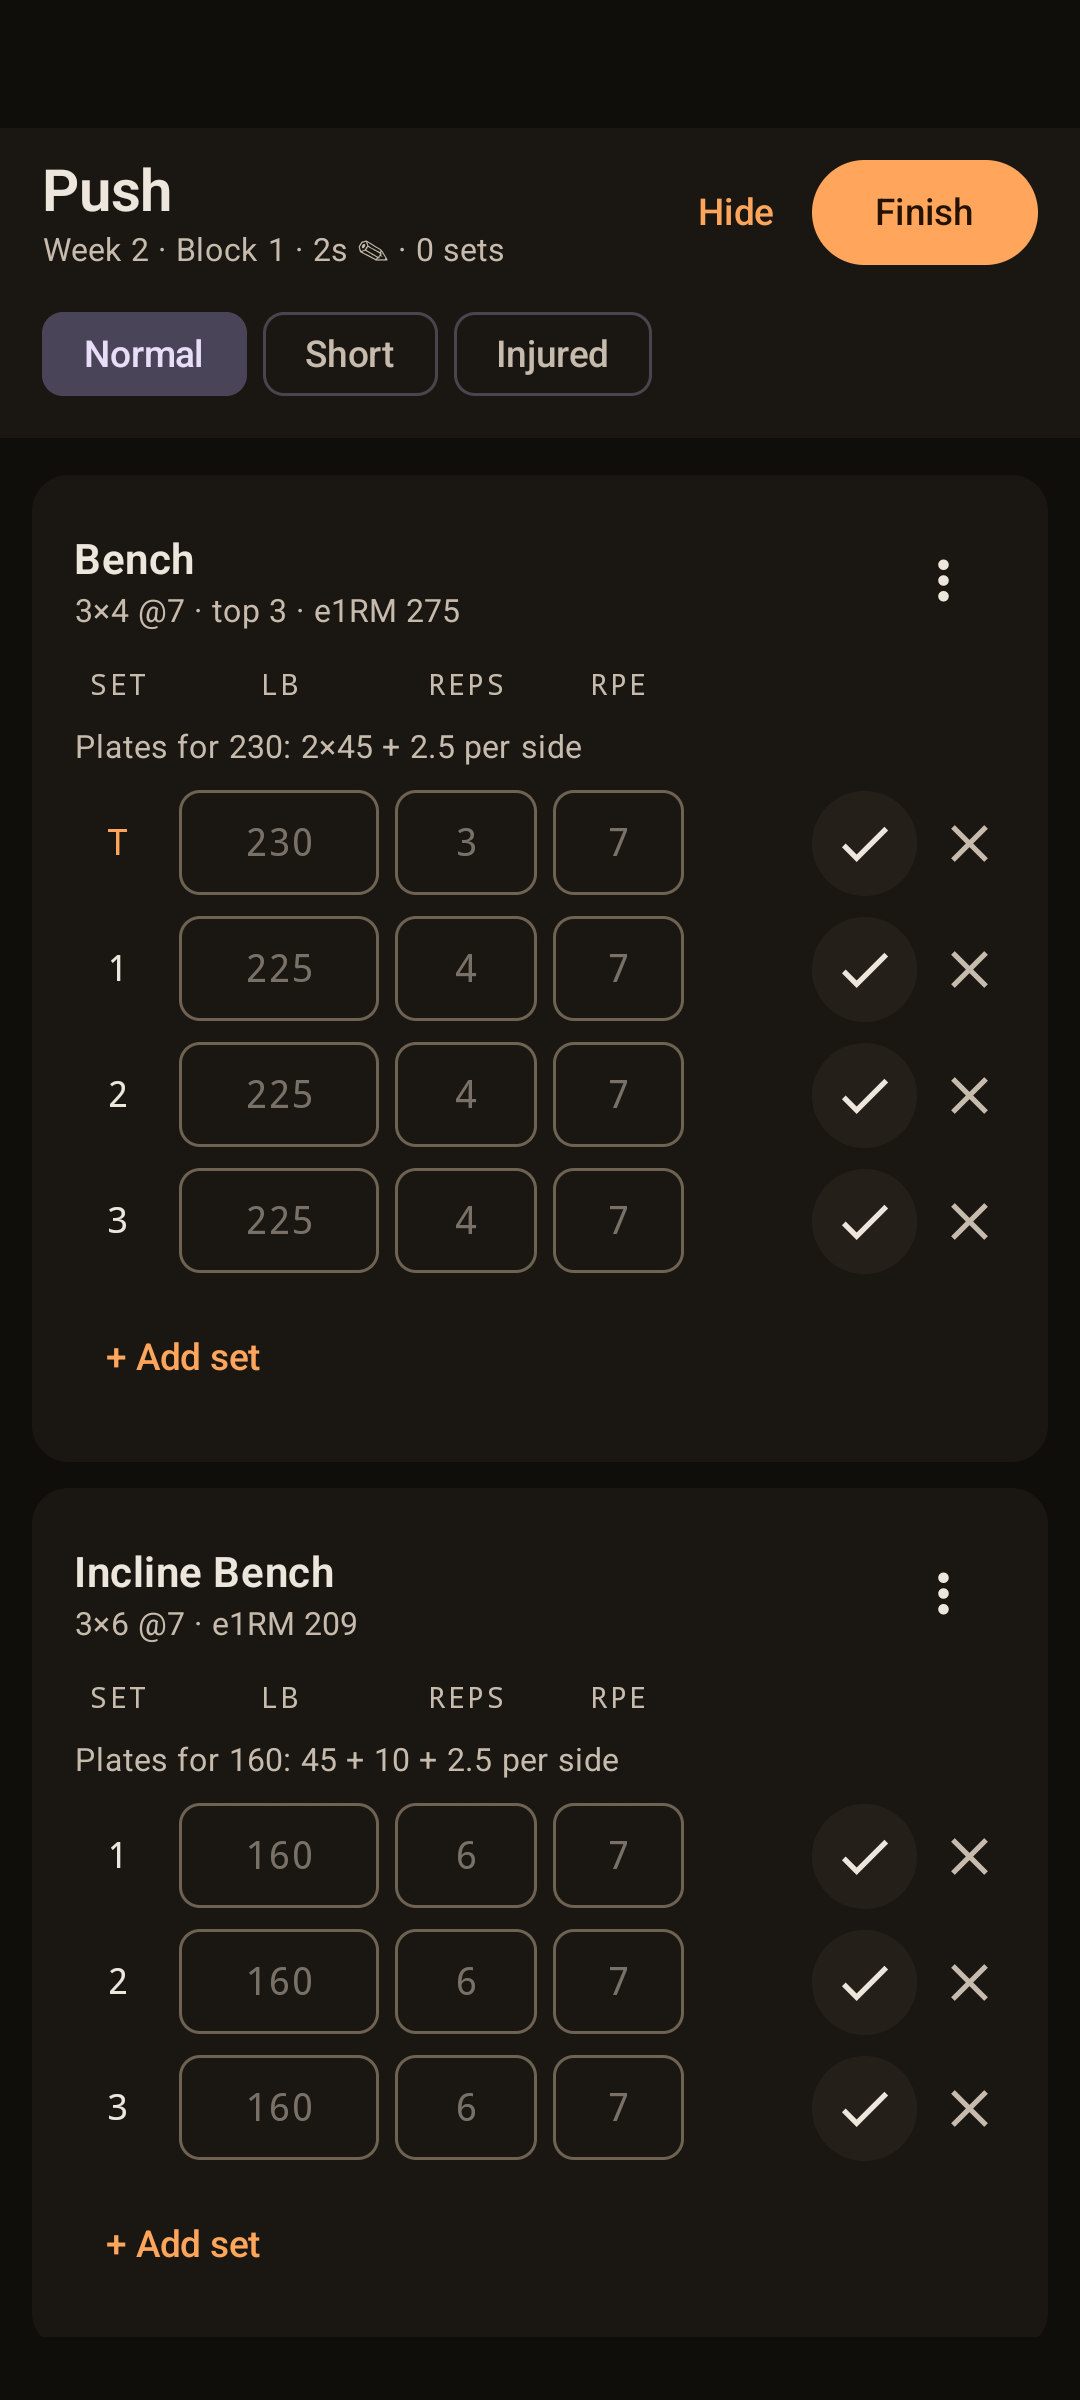 Push
Hide
Finish
Week 2 · Block 1 · 2s ✎ · 0 sets
Normal
Short
Injured
Bench
3×4 @7 · top 3 · e1RM 275
SET LB REPS RPE
Plates for 230: 2×45 + 2.5 per side
T 230 3 7
1 225 4 7
2 225 4 7
3 225 4 7
+ Add set
Incline Bench
3×6 @7 · e1RM 209
SET LB REPS RPE
Plates for 160: 45 + 10 + 2.5 per side
1 160 6 7
2 160 6 7
3 160 6 7
+ Add set